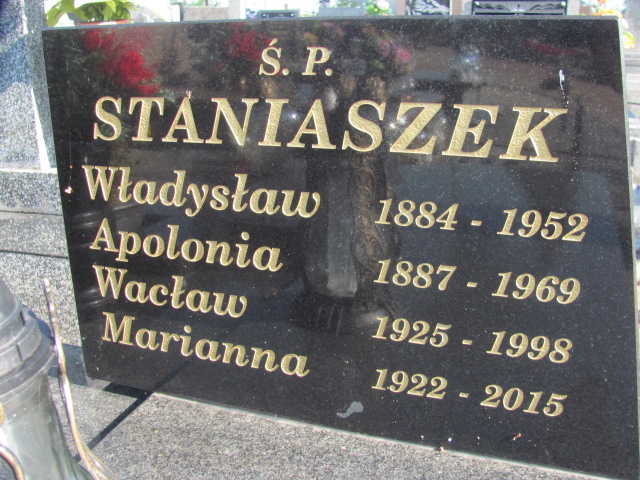 Ś. P.
STANIASZEK
Władysław 1884 - 1952
Apolonia 1887 - 1969
Wacław 1925 - 1998
Marianna 1922 - 2015